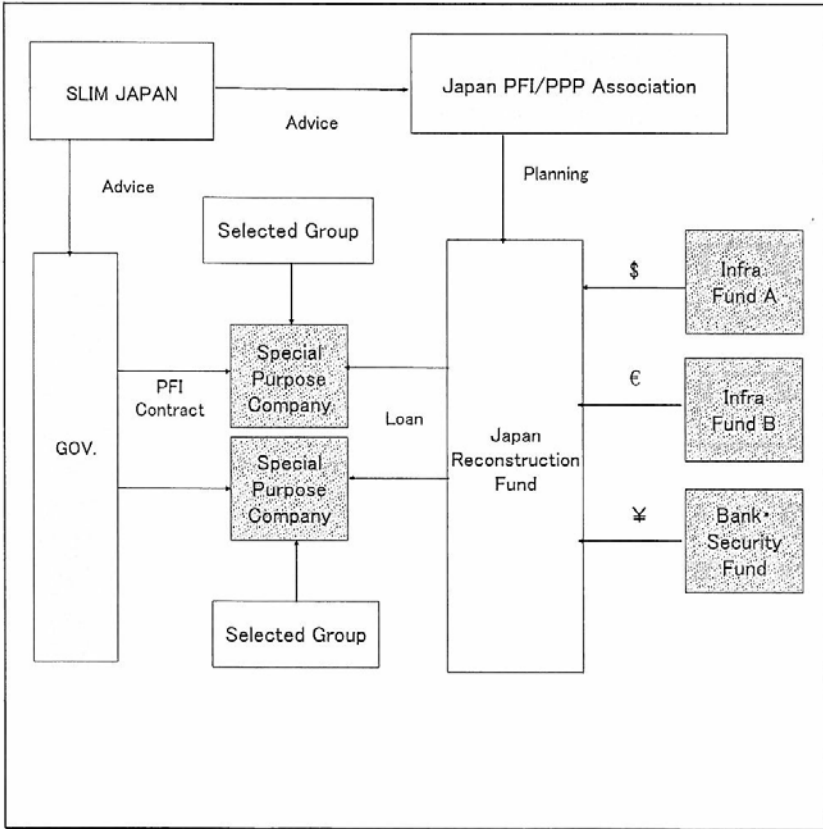 SLIM JAPAN
Japan PFI/PPP Association
Advice
Advice
Planning
Selected Group
Special
Purpose
Company
PFI
Contract
GOV.
Loan
Special
Purpose
Company
Selected Group
Japan
Reconstruction
Fund
$
Infra
Fund A
€
Infra
Fund B
¥
Bank・
Security
Fund